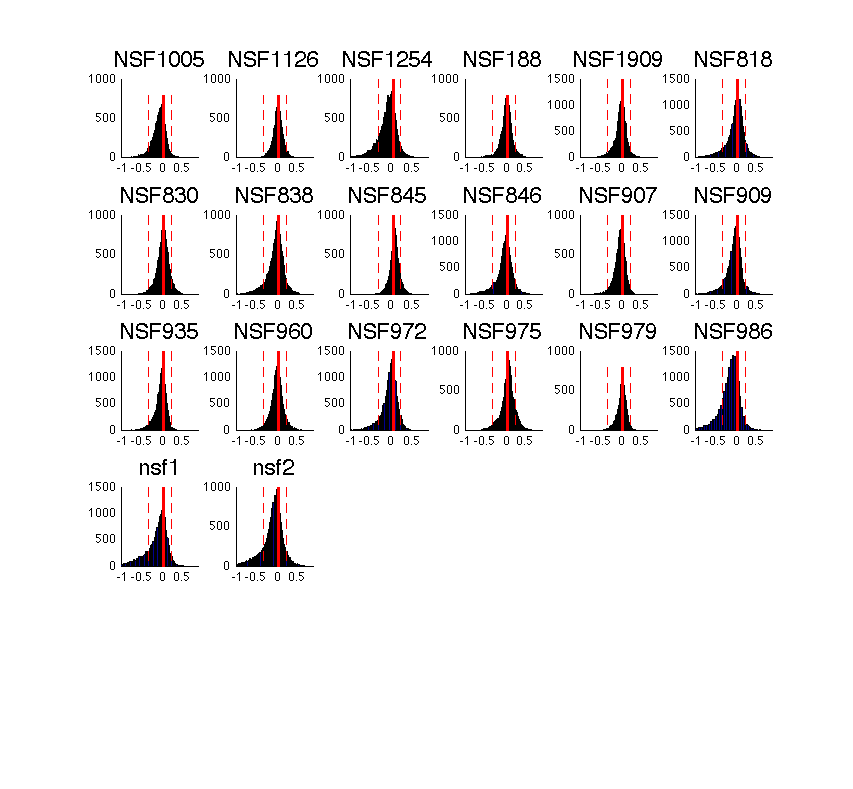 NSF1005 NSF1126 NSF1254 NSF188 NSF1909 NSF818
1000 1000 1000 1000 1500 1500
1000 1000
500 500 500 500 500 500
0 0 0 0 0 0
-1 -0.5 0 0.5 -1 -0.5 0 0.5 -1 -0.5 0 0.5 -1 -0.5 0 0.5 -1 -0.5 0 0.5 -1 -0.5 0 0.5
NSF830 NSF838 NSF845 NSF846 NSF907 NSF909
1000 1000 1000 1500 1000 1500
1000 1000
500 500 500 500 500 500
0 0 0 0 0 0
-1 -0.5 0 0.5 -1 -0.5 0 0.5 -1 -0.5 0 0.5 -1 -0.5 0 0.5 -1 -0.5 0 0.5 -1 -0.5 0 0.5
NSF935 NSF960 NSF972 NSF975 NSF979 NSF986
1500 1500 1500 1000 1000 1500
1000 1000 1000 1000
500 500 500 500 500 500
0 0 0 0 0 0
-1 -0.5 0 0.5 -1 -0.5 0 0.5 -1 -0.5 0 0.5 -1 -0.5 0 0.5 -1 -0.5 0 0.5 -1 -0.5 0 0.5
nsf1 nsf2
1500 1000
1000
500 500
0 0
-1 -0.5 0 0.5 -1 -0.5 0 0.5